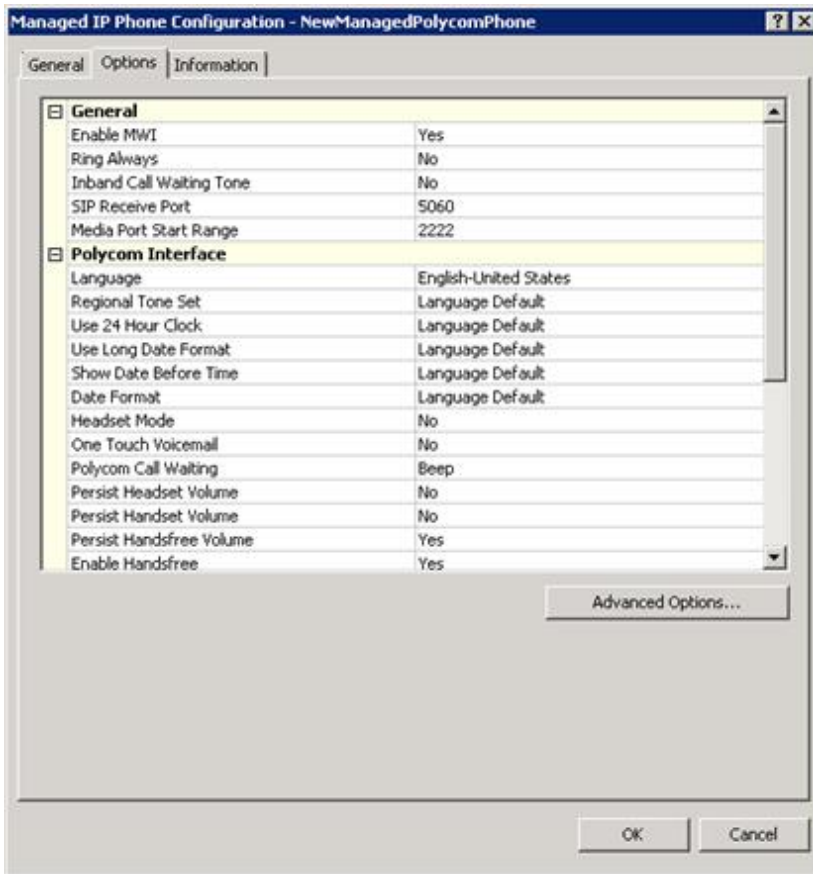 Managed IP Phone Configuration - NewManagedPolycomPhone
General Options Information
General
Enable MWI Yes
Ring Always No
Inband Call Waiting Tone No
SIP Receive Port 5060
Media Port Start Range 2222
Polycom Interface
Language English-United States
Regional Tone Set Language Default
Use 24 Hour Clock Language Default
Use Long Date Format Language Default
Show Date Before Time Language Default
Date Format Language Default
Headset Mode No
One Touch Voicemail No
Polycom Call Waiting Beep
Persist Headset Volume No
Persist Handset Volume No
Persist Handsfree Volume Yes
Enable Handsfree Yes
Advanced Options...
OK Cancel